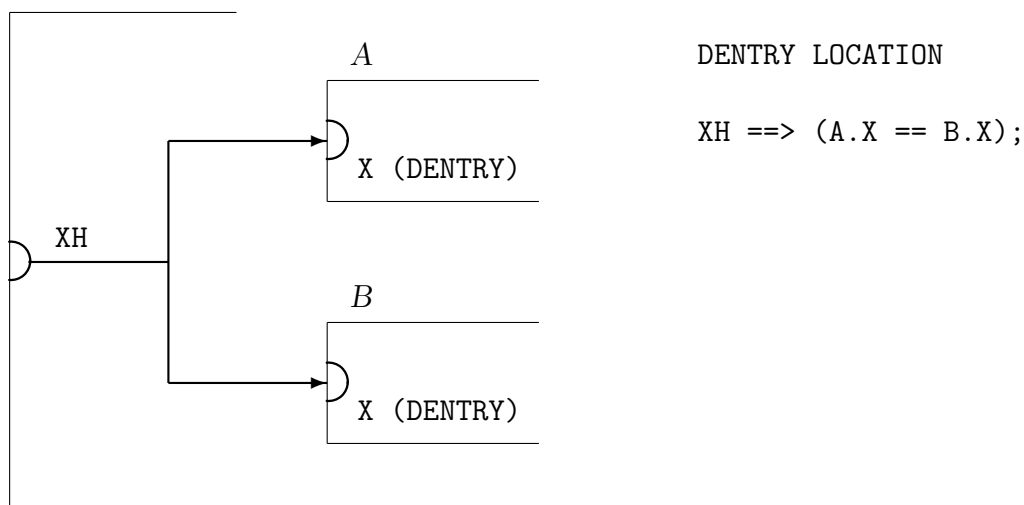 A
DENTRY LOCATION
XH ==> (A.X == B.X);
X (DENTRY)
XH
B
X (DENTRY)